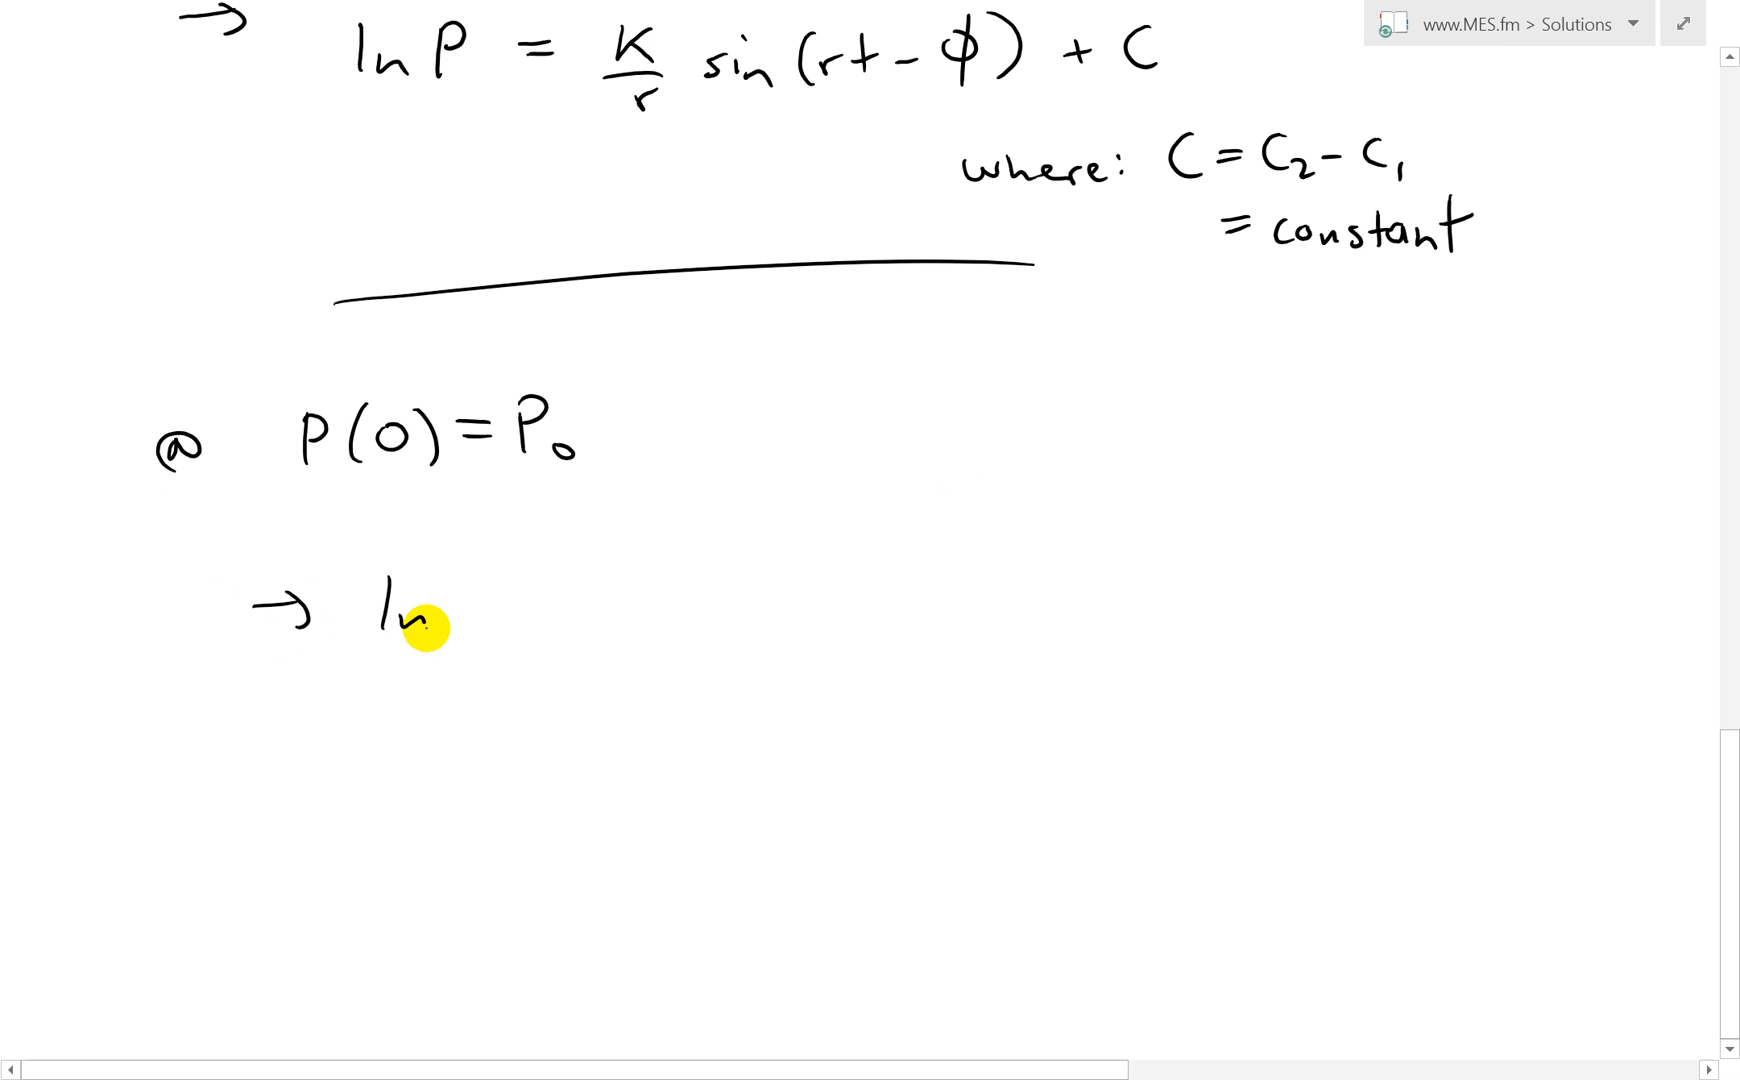 www.MES.fm > Solutions
→ ln P = K/r sin(rt - ϕ) + C
where: C = C₂ - C₁
= constant
@ P(0) = P₀
→ ln